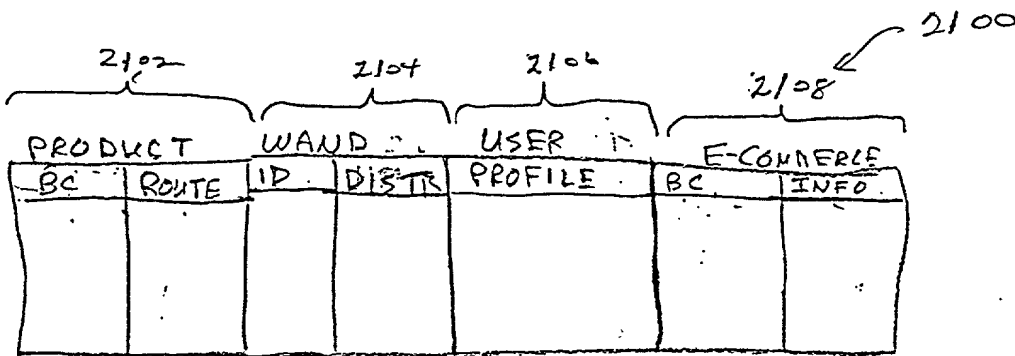 2100
2102 2104 2106 2108
PRODUCT WAND USER E-COMMERCE
BC ROUTE ID DISTR PROFILE BC INFO